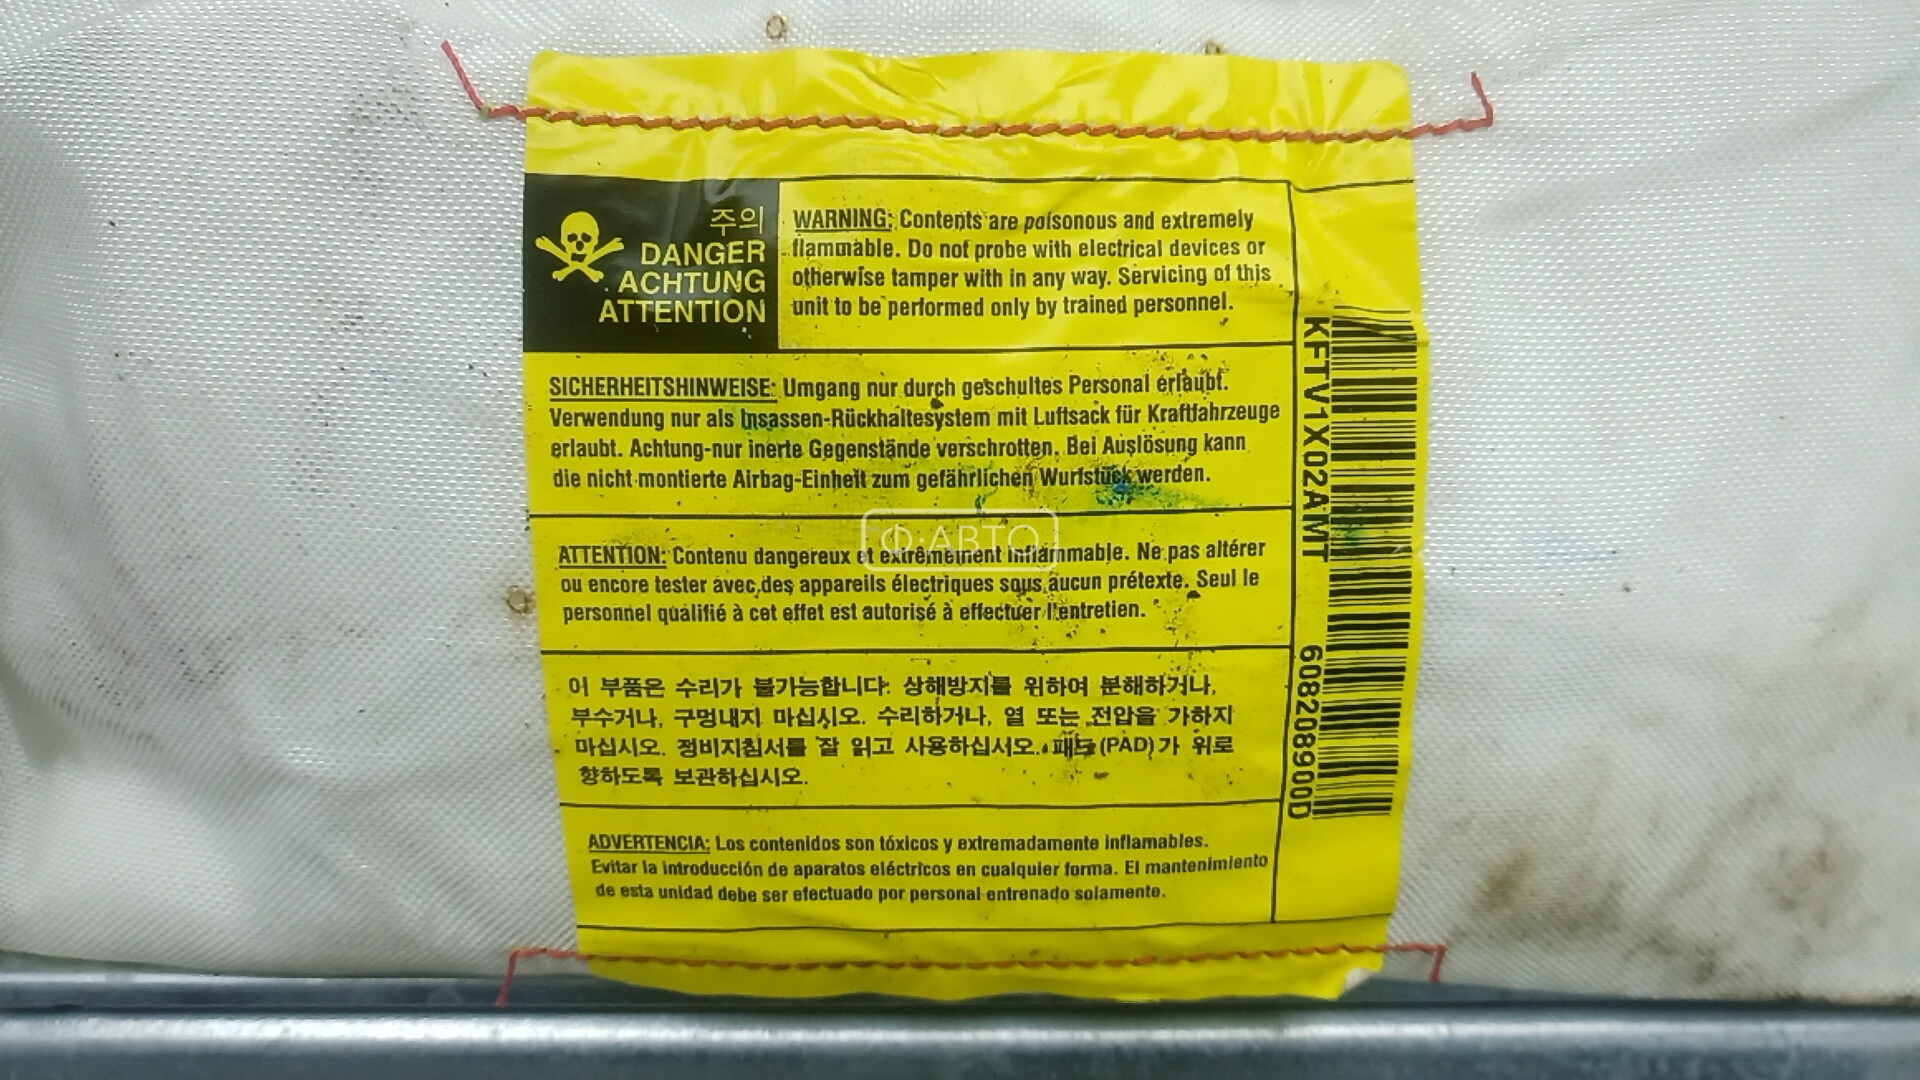 주의
DANGER
ACHTUNG
ATTENTION
WARNING: Contents are poisonous and extremely
flammable. Do not probe with electrical devices or
otherwise tamper with in any way. Servicing of this
unit to be performed only by trained personnel.
SICHERHEITSHINWEISE: Umgang nur durch geschultes Personal erlaubt.
Verwendung nur als Insassen-Rückhaltesystem mit Luftsack für Kraftfahrzeuge
erlaubt. Achtung-nur inerte Gegenstände verschrotten. Bei Auslösung kann
die nicht montierte Airbag-Einheit zum gefährlichen Wurfstück werden.
ATTENTION: Contenu dangereux et extrêmement inflammable. Ne pas altérer
ou encore tester avec des appareils électriques sous aucun prétexte. Seul le
personnel qualifié à cet effet est autorisé à effectuer l'entretien.
이 부품은 수리가 불가능합니다. 상해방지를 위하여 분해하거나,
부수거나, 구멍내지 마십시오. 수리하거나, 열 또는 전압을 가하지
마십시오. 정비지침서를 잘 읽고 사용하십서오. 패드(PAD)가 위로
향하도록 보관하십시오.
ADVERTENCIA: Los contenidos son tóxicos y extremadamente inflamables.
Evitar la introducción de aparatos eléctricos en cualquier forma. El mantenimiento
de esta unidad debe ser efectuado por personal entrenado solamente.
KFTV1X02AMT 608208900D
Ф·АВТО